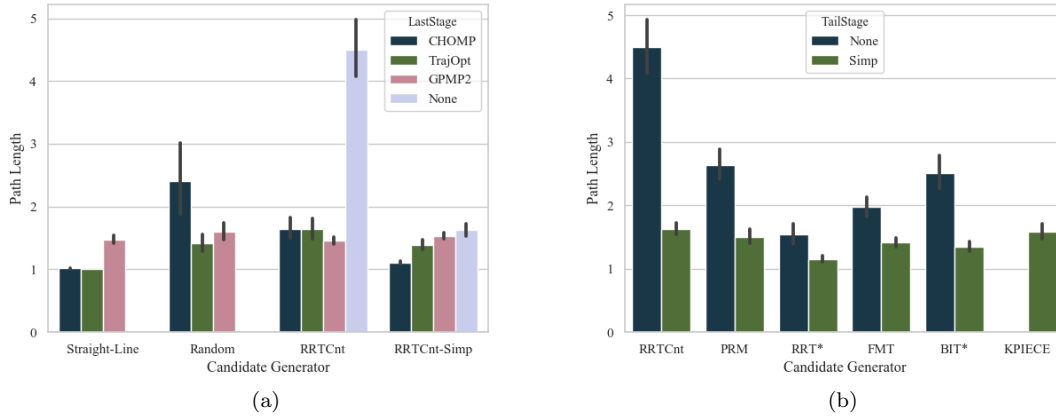 5
4
3
2
1
0
Path Length
LastStage
CHOMP
TrajOpt
GPMP2
None
Straight-Line Random RRTCnt RRTCnt-Simp
Candidate Generator
(a)
5
4
3
2
1
0
Path Length
TailStage
None
Simp
RRTCnt PRM RRT* FMT BIT* KPIECE
Candidate Generator
(b)